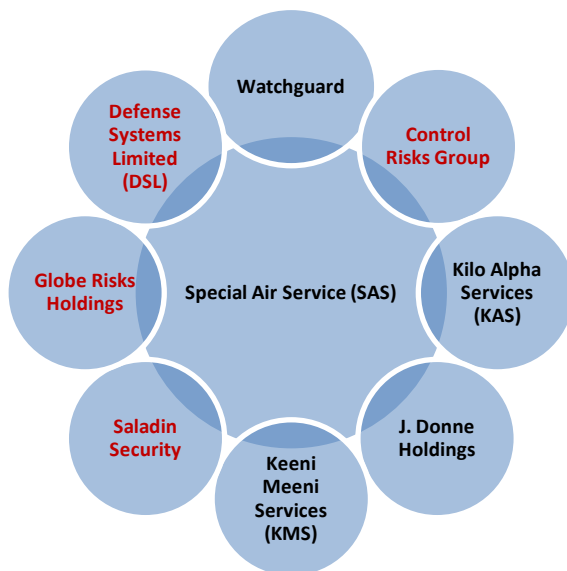 Watchguard
Defense
Systems
Limited
(DSL)
Control
Risks Group
Globe Risks
Holdings
Special Air Service (SAS)
Kilo Alpha
Services
(KAS)
Saladin
Security
J. Donne
Holdings
Keeni
Meeni
Services
(KMS)